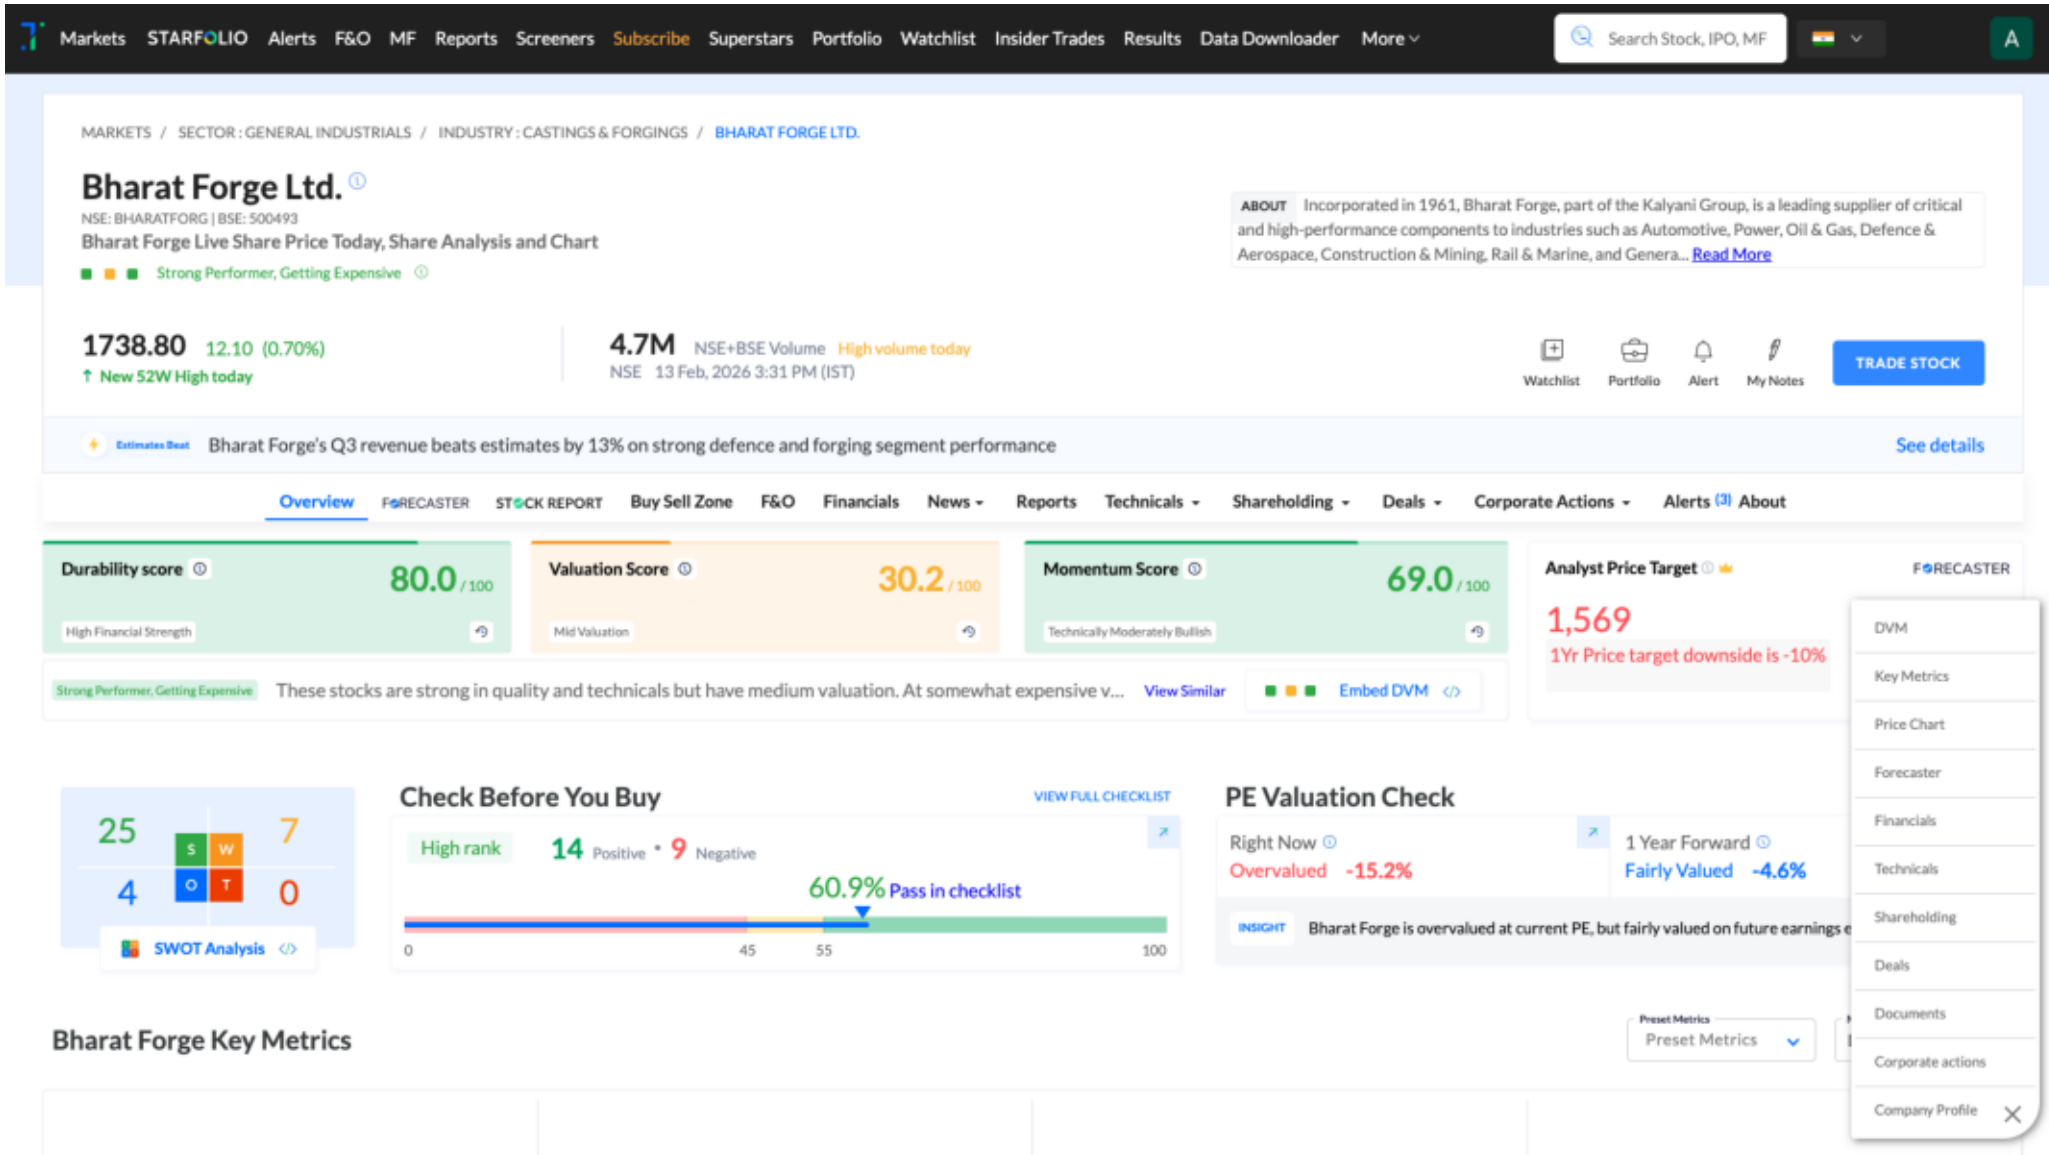 Markets STARFOLIO Alerts F&O MF Reports Screeners Subscribe Superstars Portfolio Watchlist Insider Trades Results Data Downloader More Search Stock, IPO, MF A
MARKETS / SECTOR : GENERAL INDUSTRIALS / INDUSTRY : CASTINGS & FORGINGS / BHARAT FORGE LTD.
Bharat Forge Ltd.
NSE: BHARATFORG | BSE: 500493
Bharat Forge Live Share Price Today, Share Analysis and Chart
Strong Performer, Getting Expensive
ABOUT Incorporated in 1961, Bharat Forge, part of the Kalyani Group, is a leading supplier of critical
and high-performance components to industries such as Automotive, Power, Oil & Gas, Defence &
Aerospace, Construction & Mining, Rail & Marine, and Genera... Read More
1738.80 12.10 (0.70%)
New 52W High today
4.7M NSE+BSE Volume High volume today
NSE 13 Feb, 2026 3:31 PM (IST)
Watchlist Portfolio Alert My Notes TRADE STOCK
Estimates Beat Bharat Forge's Q3 revenue beats estimates by 13% on strong defence and forging segment performance See details
Overview FORECASTER STOCK REPORT Buy Sell Zone F&O Financials News Reports Technicals Shareholding Deals Corporate Actions Alerts (3) About
Durability score 80.0 / 100
High Financial Strength
Valuation Score 30.2 / 100
Mid Valuation
Momentum Score 69.0 / 100
Technically Moderately Bullish
Analyst Price Target FORECASTER
1,569
1Yr Price target downside is -10%
Strong Performer, Getting Expensive These stocks are strong in quality and technicals but have medium valuation. At somewhat expensive v... View Similar Embed DVM </>
25 7
S W
O T
4 0
SWOT Analysis </>
Check Before You Buy VIEW FULL CHECKLIST
High rank 14 Positive • 9 Negative
60.9% Pass in checklist
0 45 55 100
PE Valuation Check
Right Now
Overvalued -15.2%
1 Year Forward
Fairly Valued -4.6%
INSIGHT Bharat Forge is overvalued at current PE, but fairly valued on future earnings
Bharat Forge Key Metrics
Preset Metrics
Preset Metrics
DVM
Key Metrics
Price Chart
Forecaster
Financials
Technicals
Shareholding
Deals
Documents
Corporate actions
Company Profile